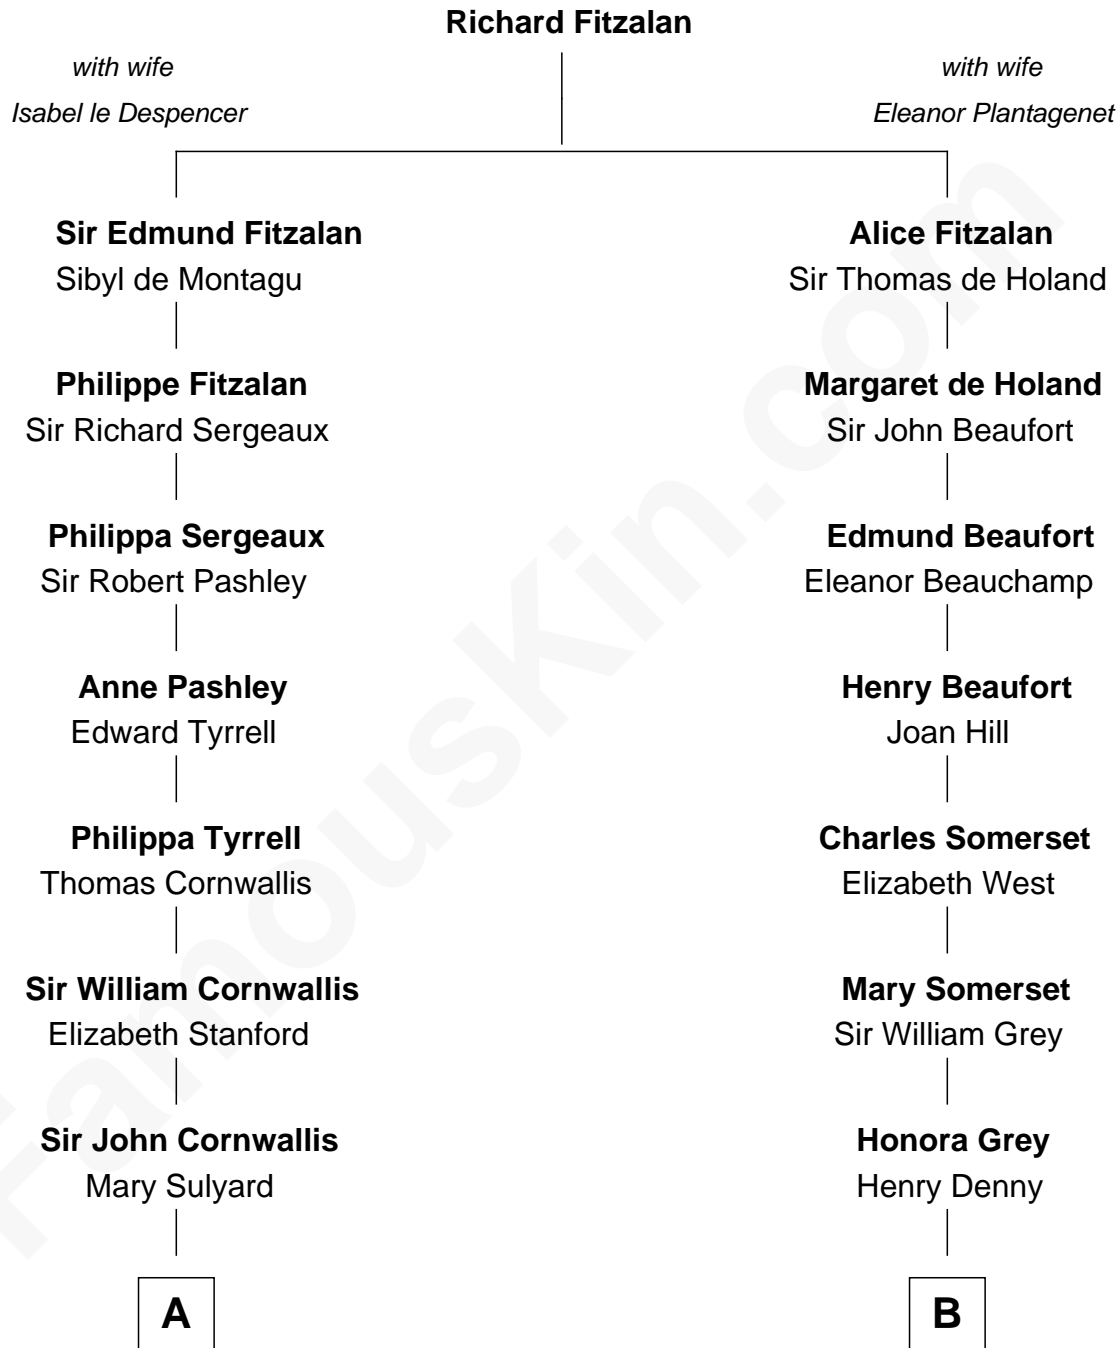 Richard Fitzalan
with wife
Isabel le Despencer
with wife
Eleanor Plantagenet
Sir Edmund Fitzalan
Sibyl de Montagu
Alice Fitzalan
Sir Thomas de Holand
Philippe Fitzalan
Sir Richard Sergeaux
Margaret de Holand
Sir John Beaufort
Philippa Sergeaux
Sir Robert Pashley
Edmund Beaufort
Eleanor Beauchamp
Anne Pashley
Edward Tyrrell
Henry Beaufort
Joan Hill
Philippa Tyrrell
Thomas Cornwallis
Charles Somerset
Elizabeth West
Sir William Cornwallis
Elizabeth Stanford
Mary Somerset
Sir William Grey
Sir John Cornwallis
Mary Sulyard
Honora Grey
Henry Denny
A
B
FamousKin.com